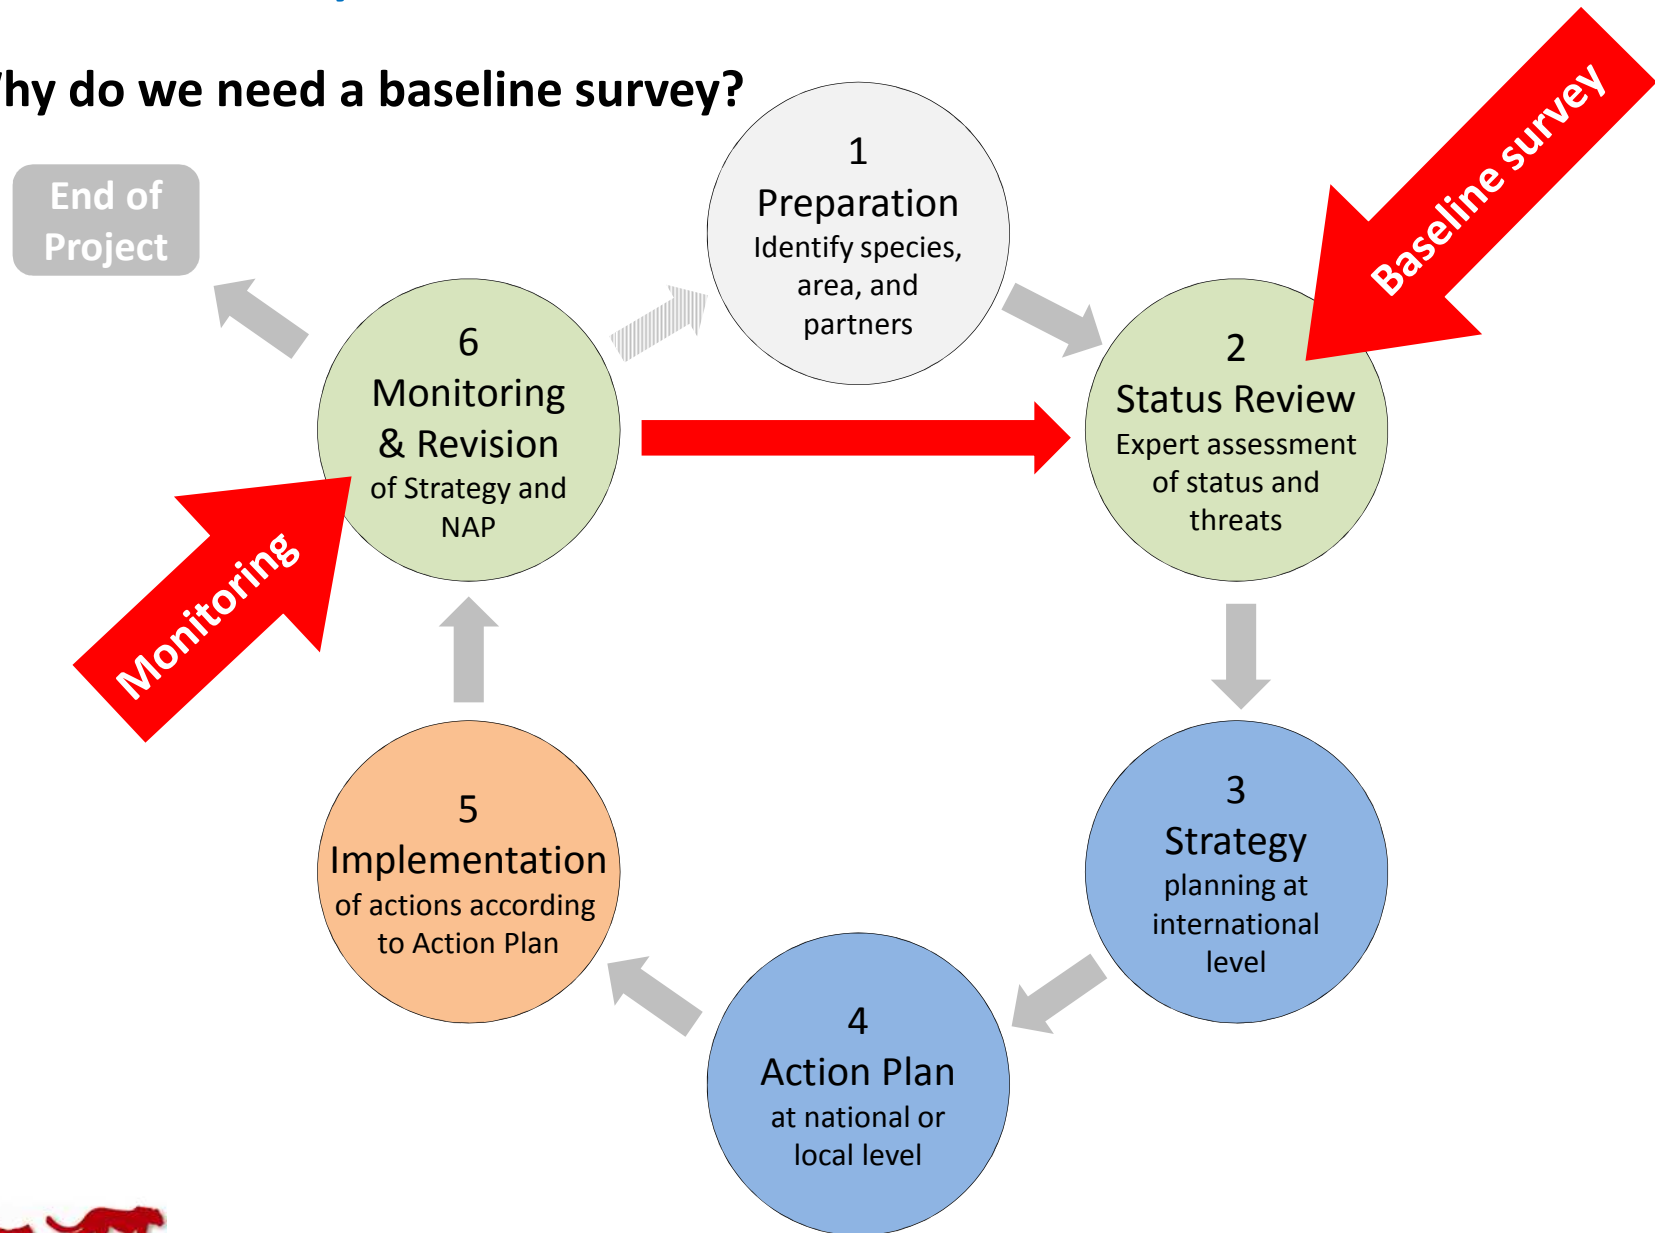 hy do we need a baseline survey?
End of
Project
1
Preparation
Identify species,
area, and
partners
Baseline survey
2
Status Review
Expert assessment
of status and
threats
6
Monitoring
& Revision
of Strategy and
NAP
Monitoring
3
Strategy
planning at
international
level
5
Implementation
of actions according
to Action Plan
4
Action Plan
at national or
local level